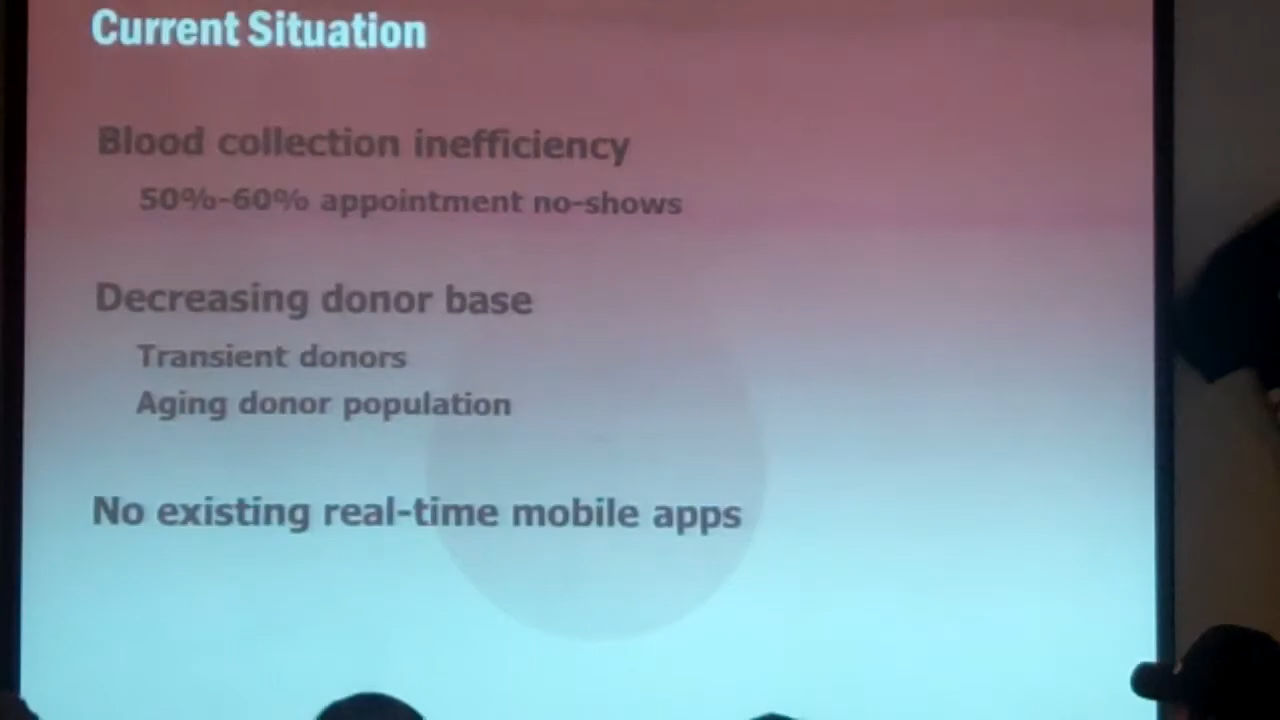 Current Situation
Blood collection inefficiency
50%-60% appointment no-shows
Decreasing donor base
Transient donors
Aging donor population
No existing real-time mobile apps